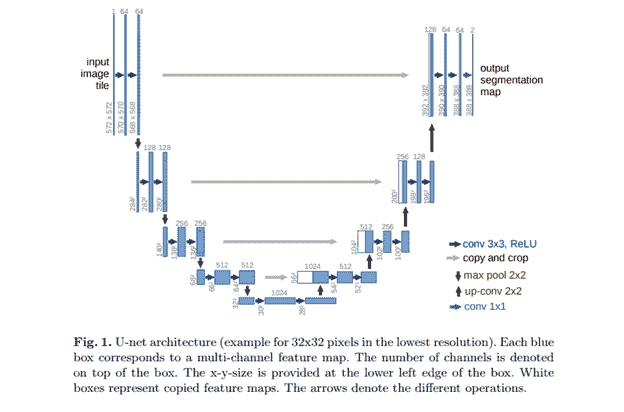 1 64 64
128 64 64 2
input
image
tile
output
segmentation
map
572 x 572
570 x 570
568 x 568
392 x 392
390 x 390
388 x 388
388 x 388
128 128
256 128
284²
282²
280²
200²
198²
196²
256 256
512 256
140²
138²
136²
104²
102²
100²
512 512
1024 512
68²
66²
64²
56²
54²
52²
1024
32²
30²
28²
conv 3x3, ReLU
copy and crop
max pool 2x2
up-conv 2x2
conv 1x1
Fig. 1. U-net architecture (example for 32x32 pixels in the lowest resolution). Each blue
box corresponds to a multi-channel feature map. The number of channels is denoted
on top of the box. The x-y-size is provided at the lower left edge of the box. White
boxes represent copied feature maps. The arrows denote the different operations.